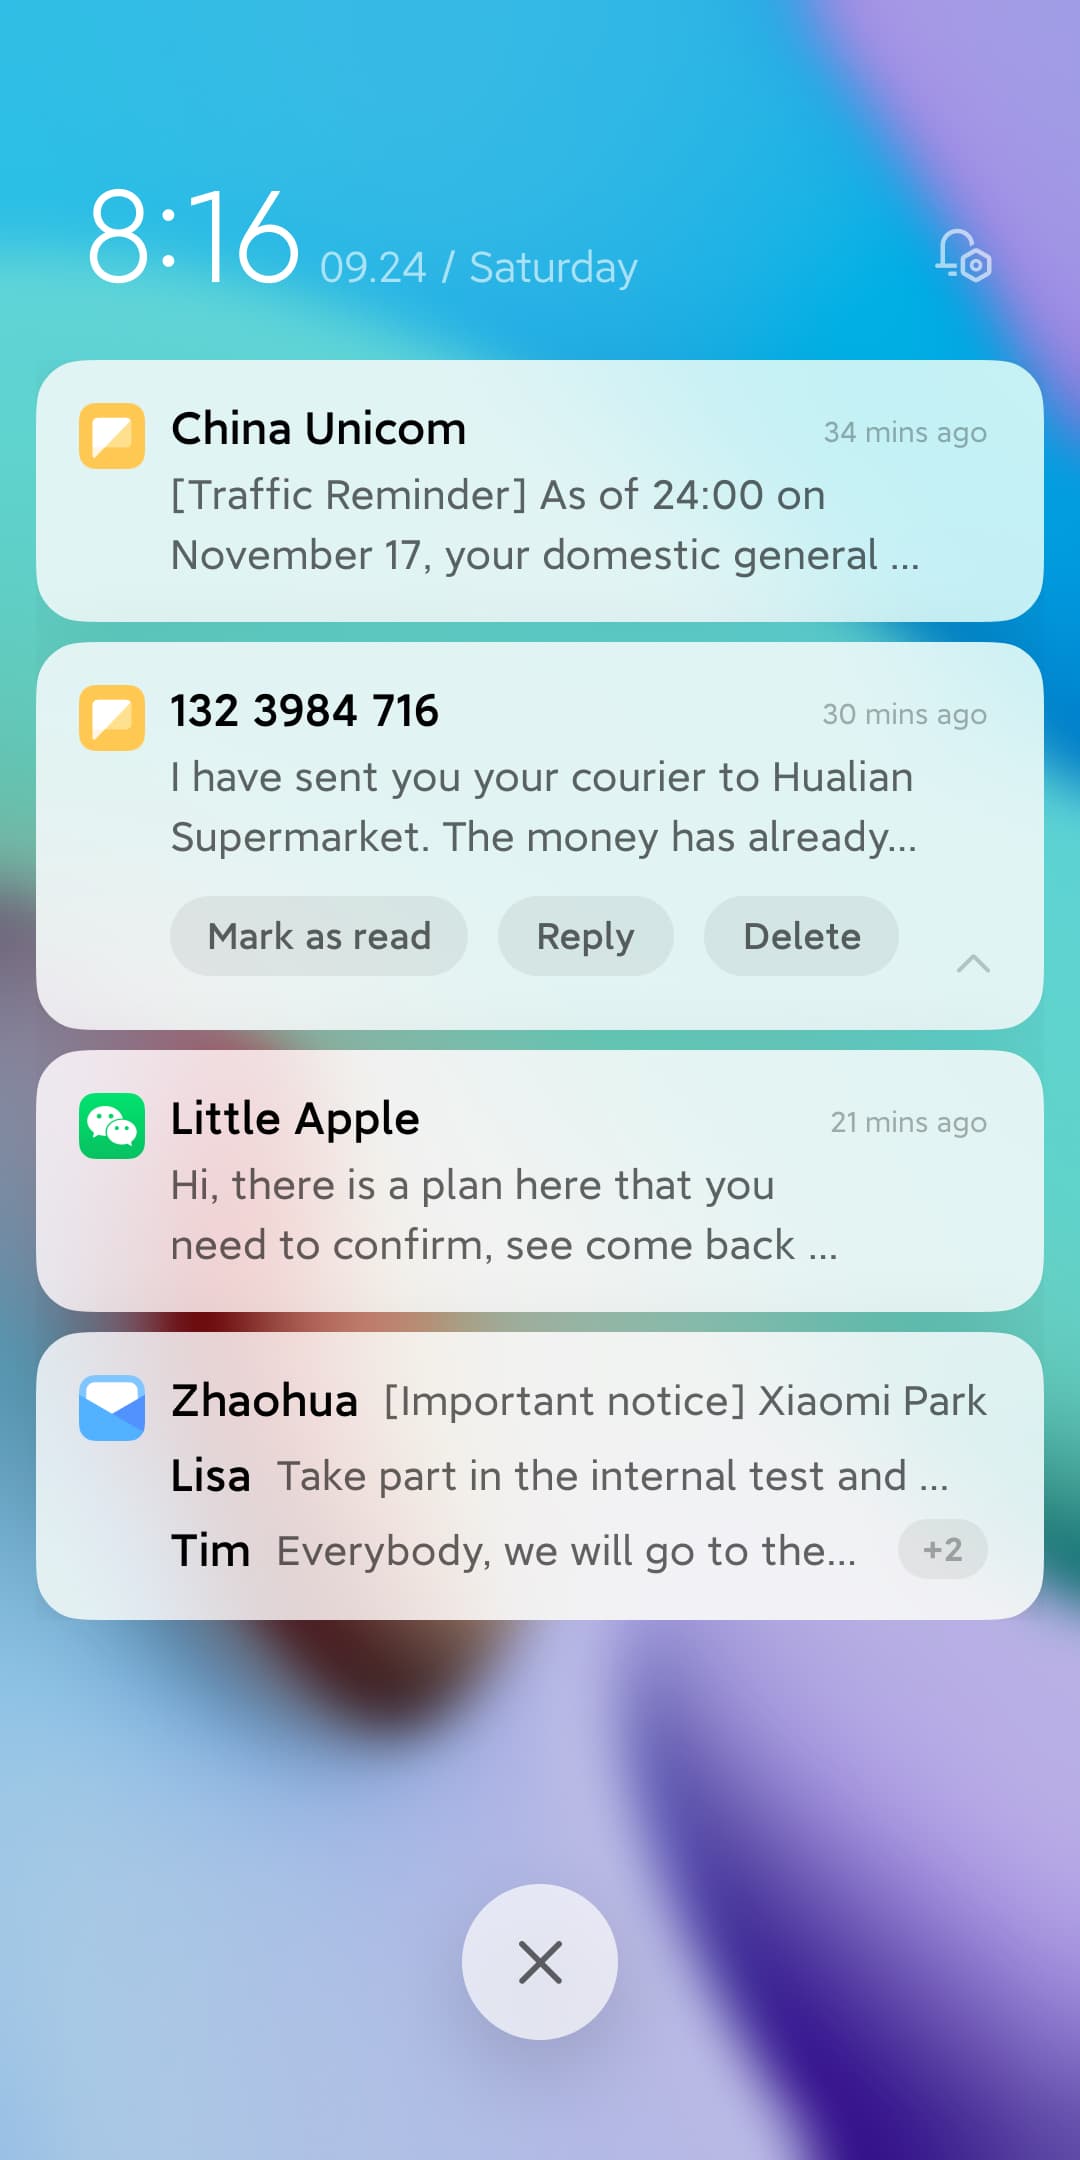 8:16 09.24 / Saturday
China Unicom 34 mins ago
[Traffic Reminder] As of 24:00 on
November 17, your domestic general ...
132 3984 716 30 mins ago
I have sent you your courier to Hualian
Supermarket. The money has already...
Mark as read Reply Delete
Little Apple 21 mins ago
Hi, there is a plan here that you
need to confirm, see come back ...
Zhaohua [Important notice] Xiaomi Park
Lisa Take part in the internal test and ...
Tim Everybody, we will go to the... +2